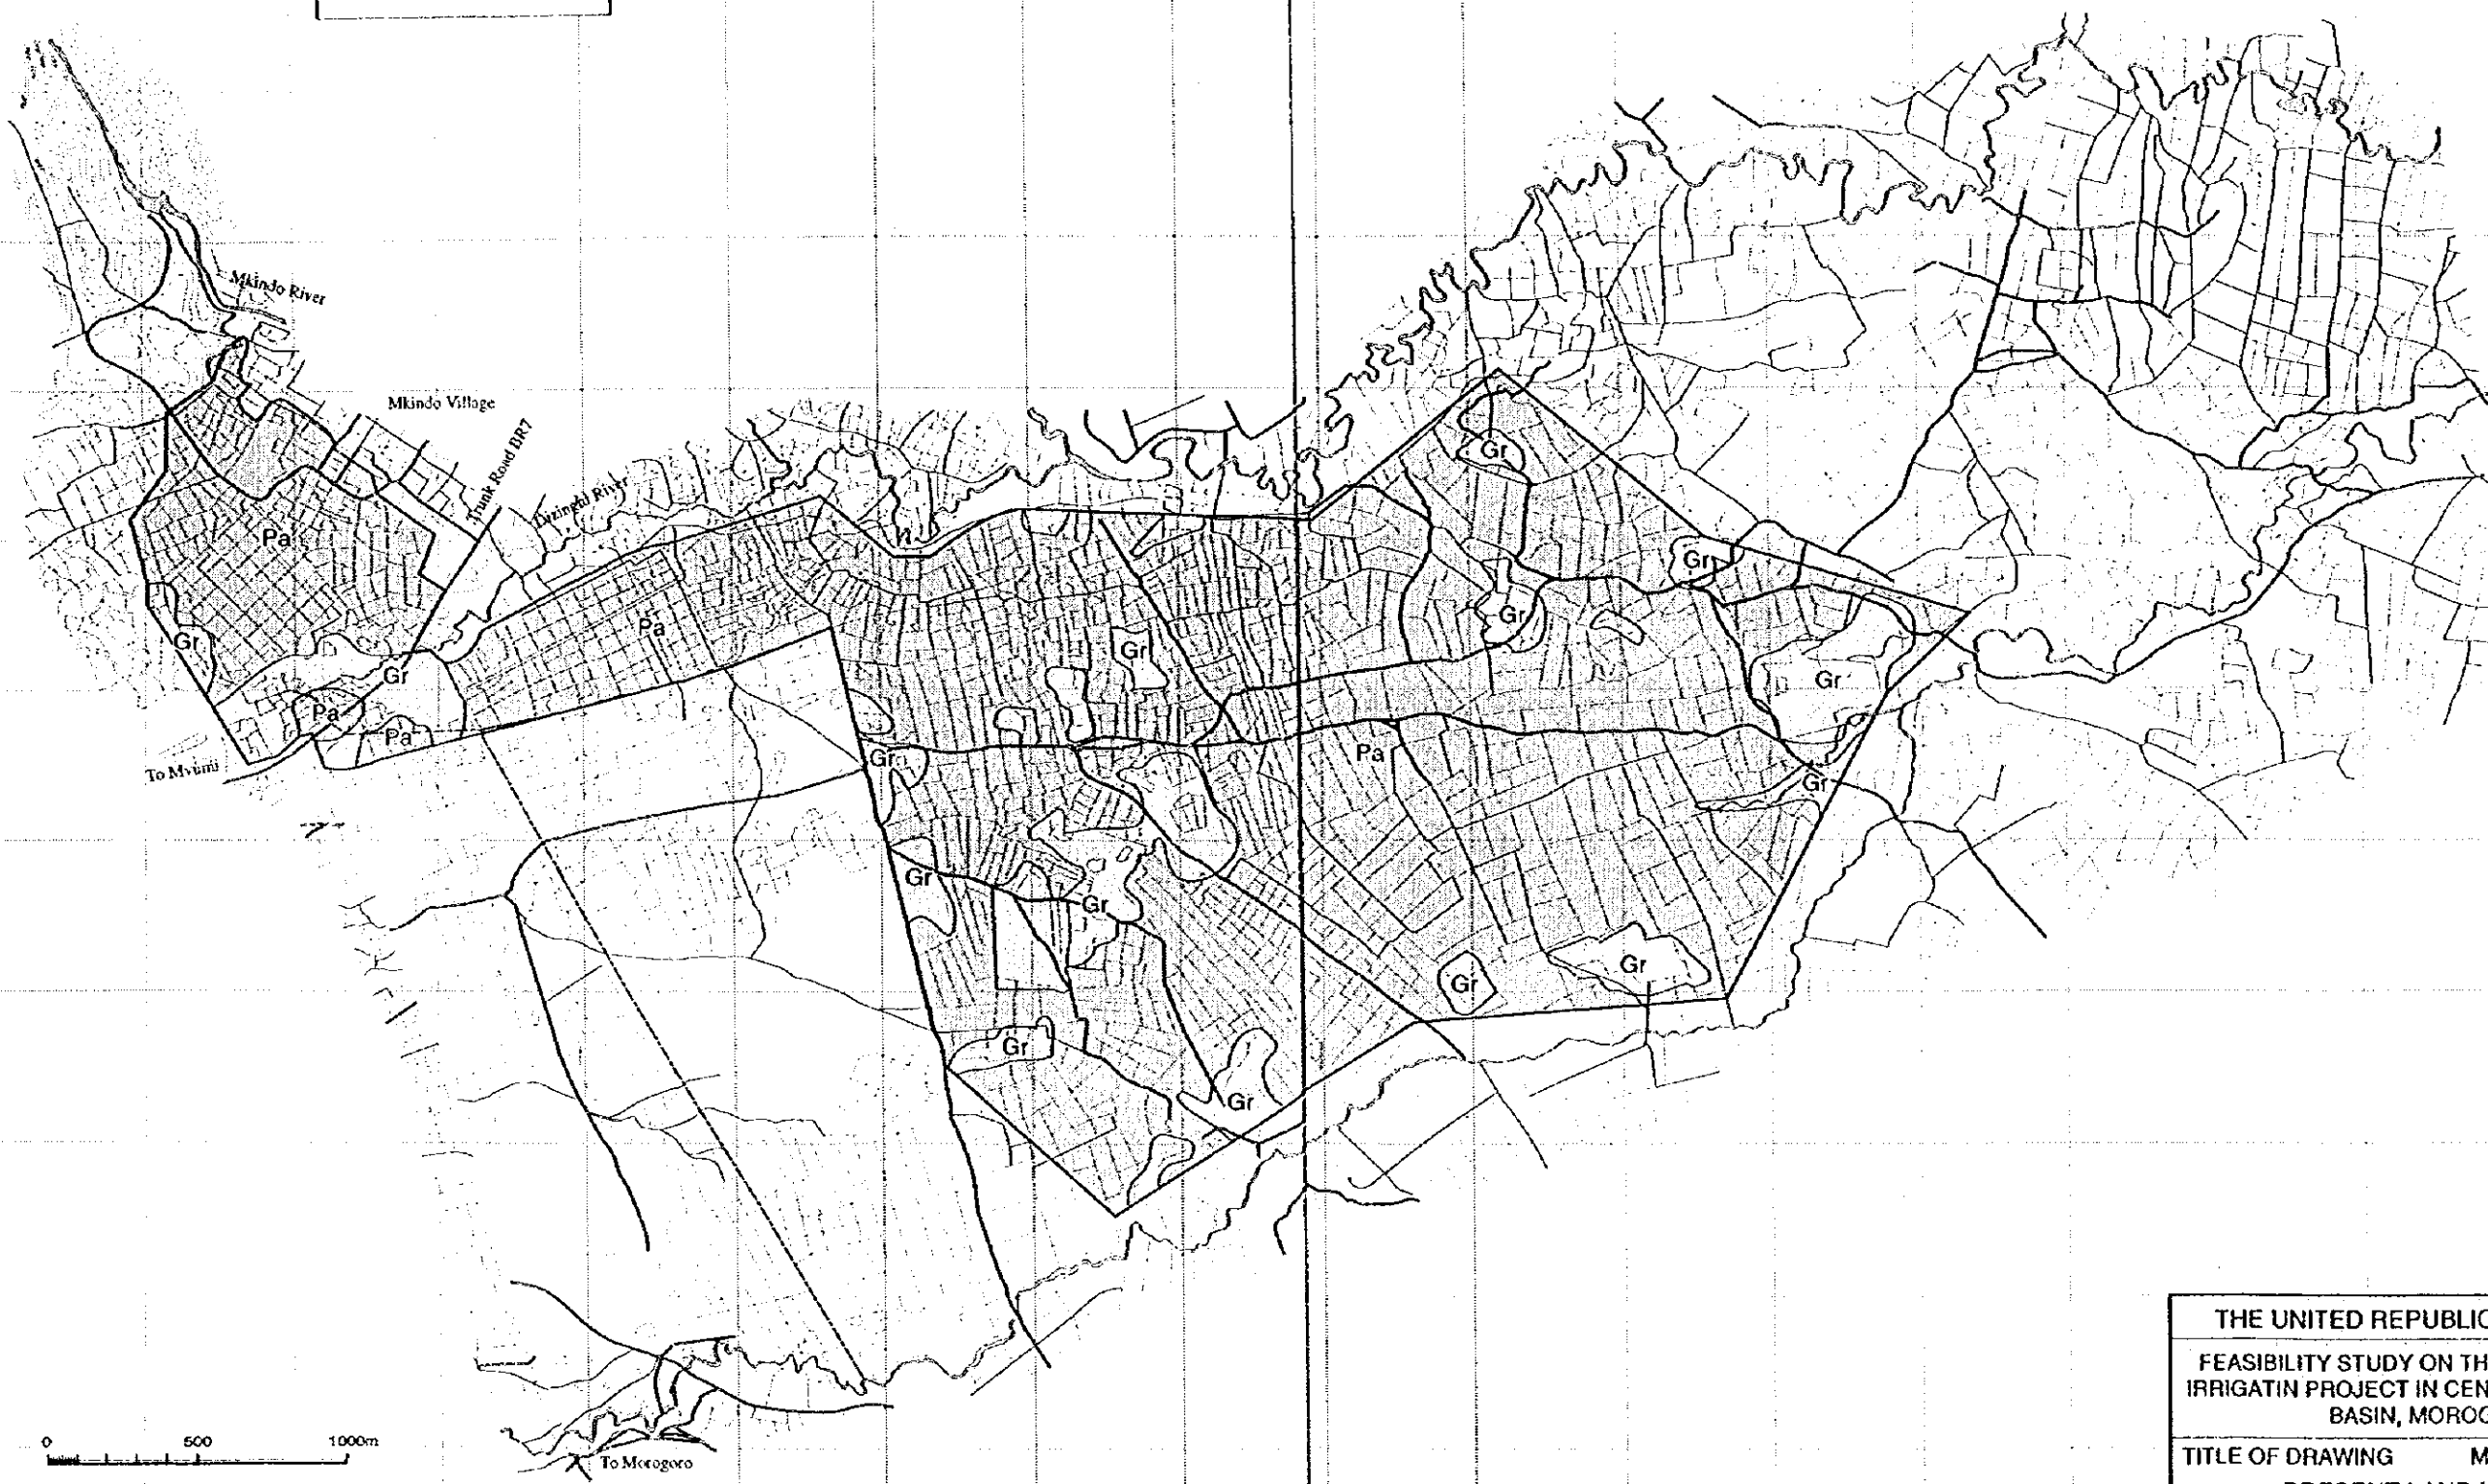 Mkindo River
Mkindo Village
Trunk Road BR7
River
Gr
Gr
Pa
Gr
Gr
Pa
Gr
Gr
Gr
Gr
Pa
Pa
To Mvumi
Gr
Pa
Gr
Gr
Gr
Gr
Gr
Gr
Gr
0 500 1000m
To Morogoro
THE UNITED REPUBLIC
FEASIBILITY STUDY ON TH
IRRIGATIN PROJECT IN CEN
BASIN, MOROG
TITLE OF DRAWING M